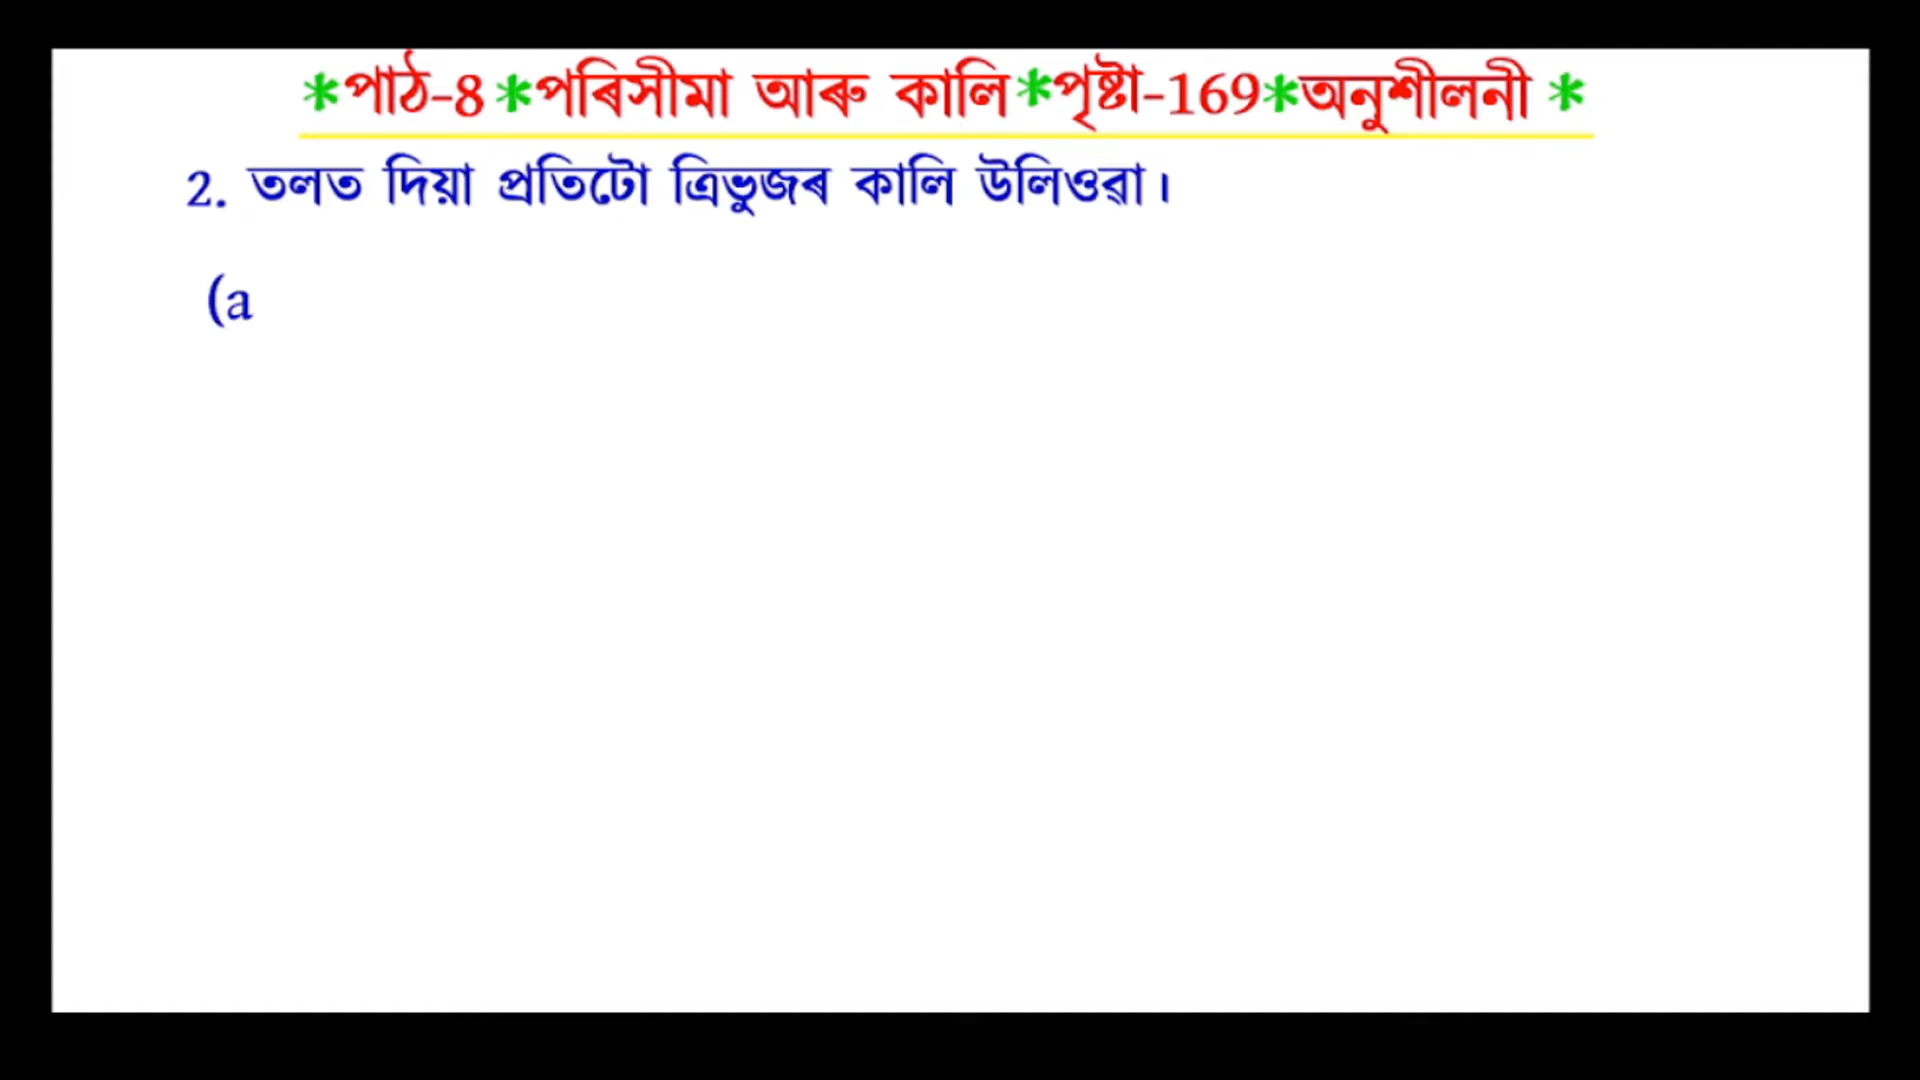 *পাঠ-8*পৰিসীমা আৰু কালি*পৃষ্টা-169*অনুশীলনী*
2. তলত দিয়া প্ৰতিটো ত্ৰিভুজৰ কালি উলিওৱা।
(a